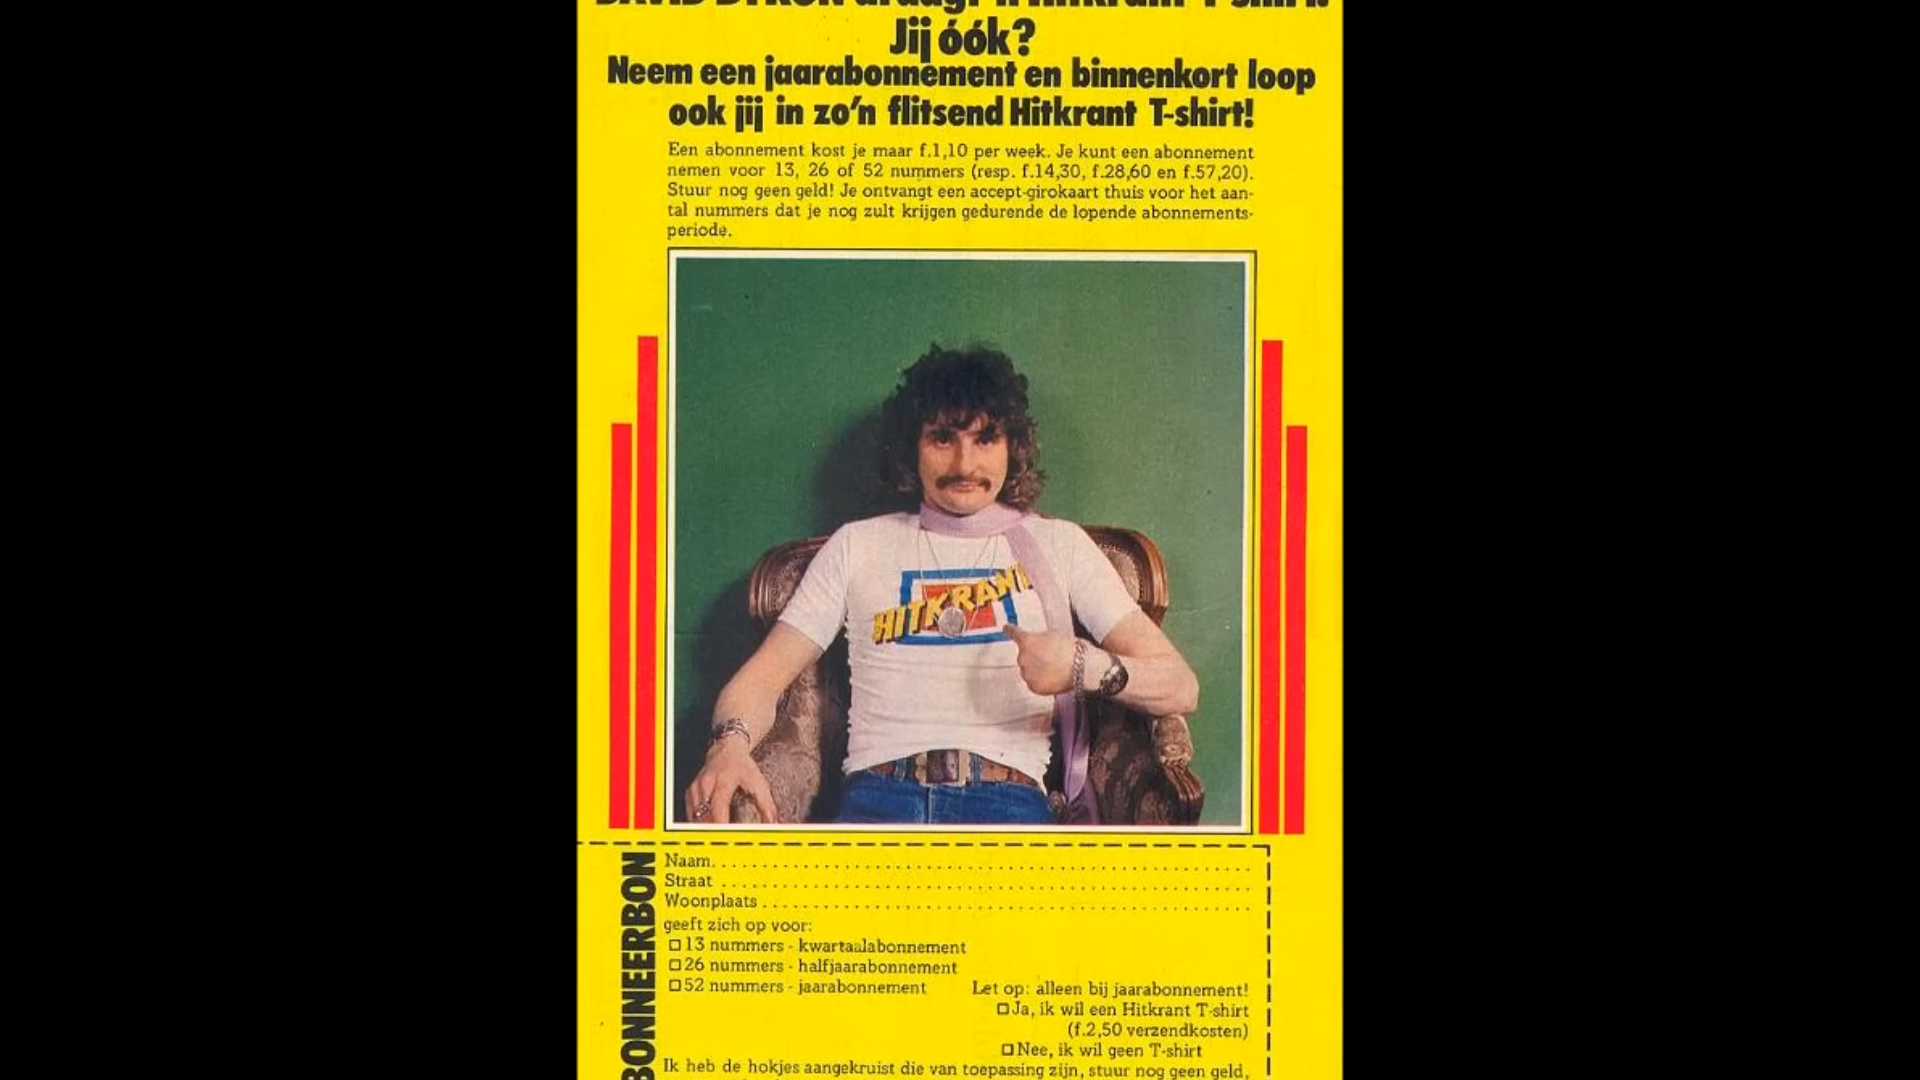 Jij óók?
Neem een jaarabonnement en binnenkort loop
ook jij in zo'n flitsend Hitkrant T-shirt!
Een abonnement kost je maar f.1,10 per week. Je kunt een abonnement
nemen voor 13, 26 of 52 nummers (resp. f.14,30, f.28,60 en f.57,20).
Stuur nog geen geld! Je ontvangt een accept-girokaart thuis voor het aan-
tal nummers dat je nog zult krijgen gedurende de lopende abonnements-
periode.
HITKRANT
Naam
Straat
Woonplaats
geeft zich op voor:
13 nummers - kwartaalabonnement
26 nummers - halfjaarabonnement
52 nummers - jaarabonnement
Let op: alleen bij jaarabonnement!
Ja, ik wil een Hitkrant T-shirt
(f.2,50 verzendkosten)
Nee, ik wil geen T-shirt
Ik heb de hokjes aangekruist die van toepassing zijn, stuur nog geen geld,
BONNEERBON